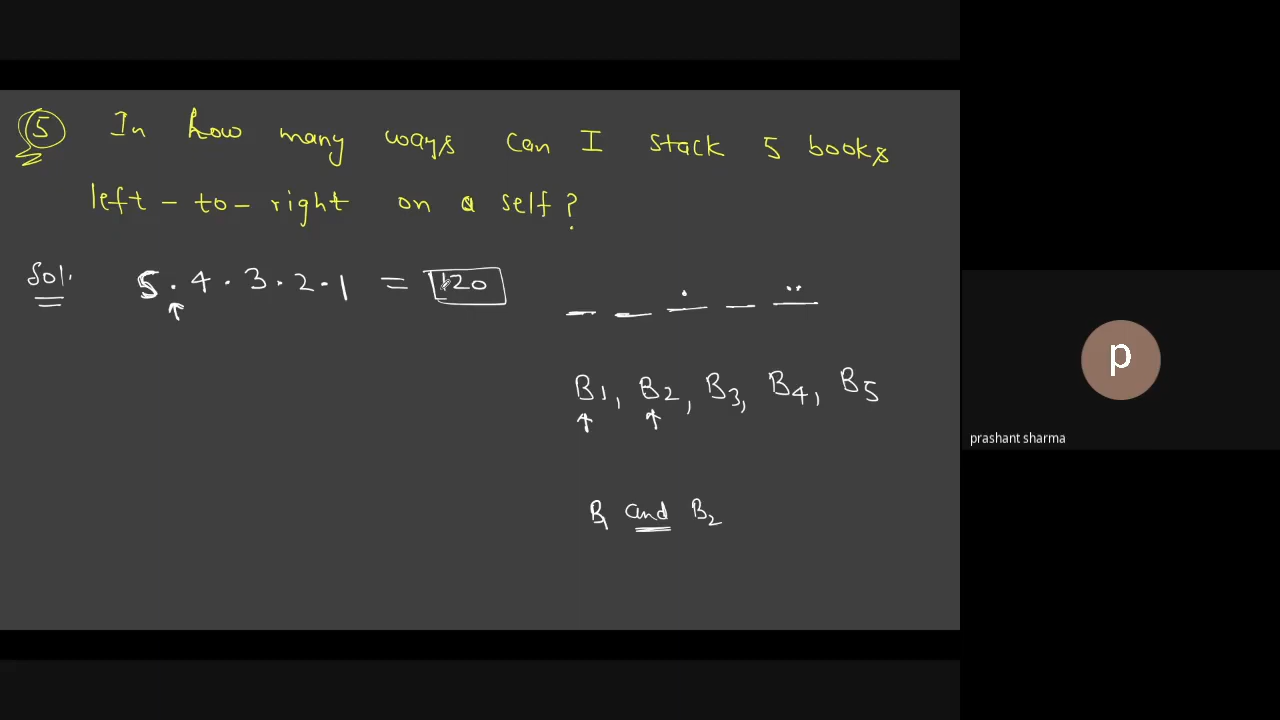 5 In how many ways can I stack 5 books
left-to-right on a self?
Sol. 5 · 4 · 3 · 2 · 1 = 120
B1, B2, B3, B4, B5
B1 and B2
p
prashant sharma